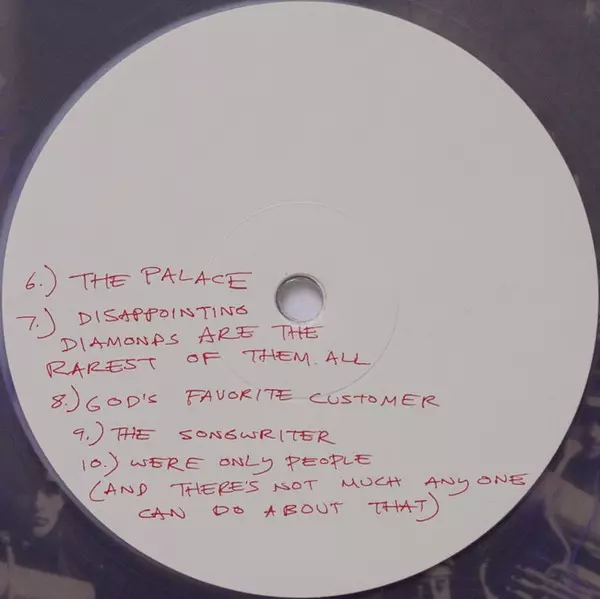 6.) THE PALACE
7.) DISAPPOINTING
DIAMONDS ARE THE
RAREST OF THEM ALL
8.) GOD'S FAVORITE CUSTOMER
9.) THE SONGWRITER
10.) WERE ONLY PEOPLE
(AND THERE'S NOT MUCH ANYONE
CAN DO ABOUT THAT)